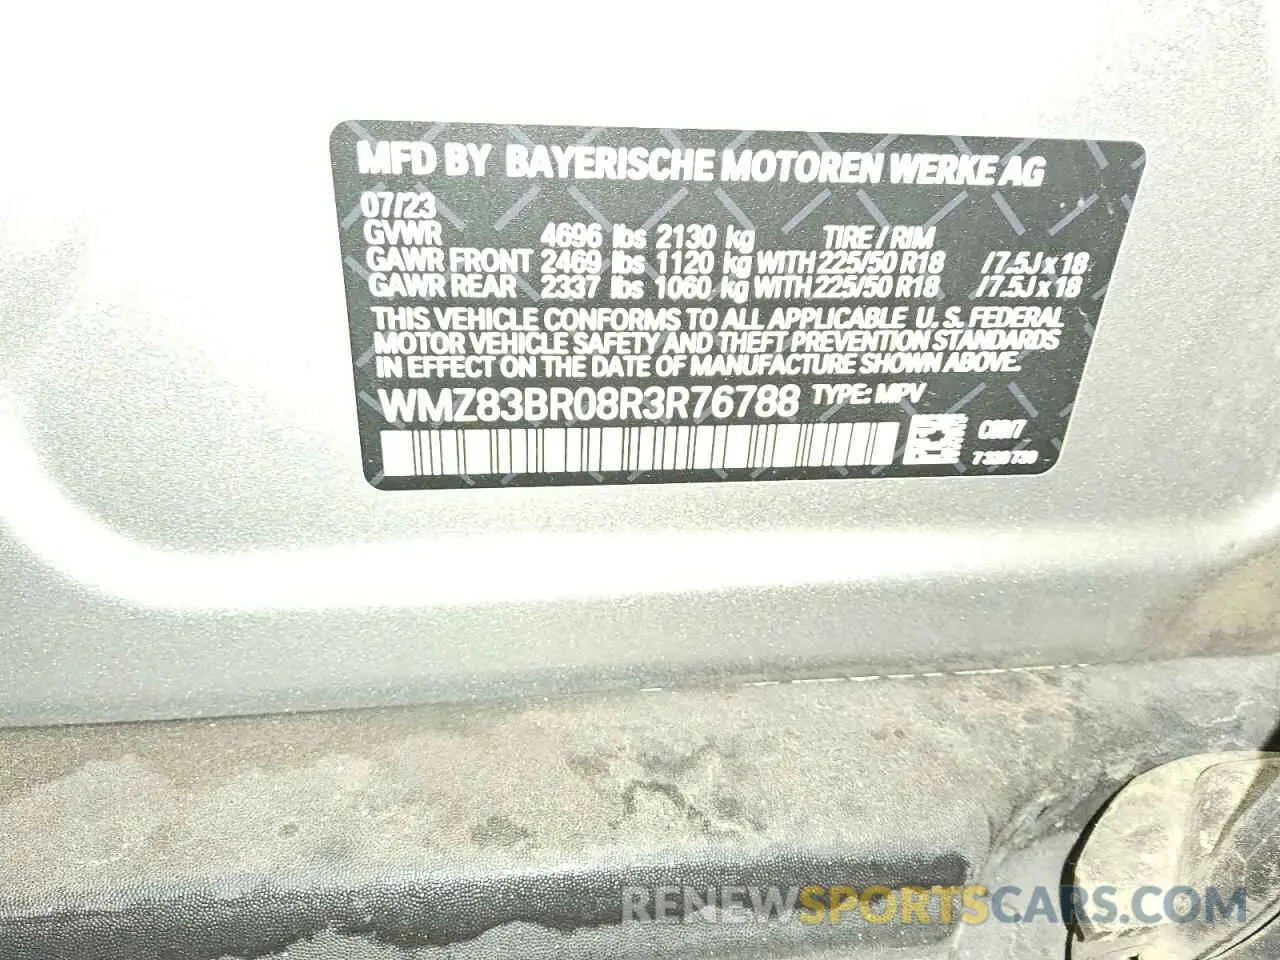 MFD BY BAYERISCHE MOTOREN WERKE AG
07/23
GVWR 4696 lbs 2130 kg TIRE / RIM
GAWR FRONT 2469 lbs 1120 kg WITH 225/50 R18 / 7.5J x 18
GAWR REAR 2337 lbs 1060 kg WITH 225/50 R18 / 7.5J x 18
THIS VEHICLE CONFORMS TO ALL APPLICABLE U. S. FEDERAL
MOTOR VEHICLE SAFETY AND THEFT PREVENTION STANDARDS
IN EFFECT ON THE DATE OF MANUFACTURE SHOWN ABOVE.
WMZ83BR08R3R76788 TYPE: MPV
RENEWSPORTSCARS.COM